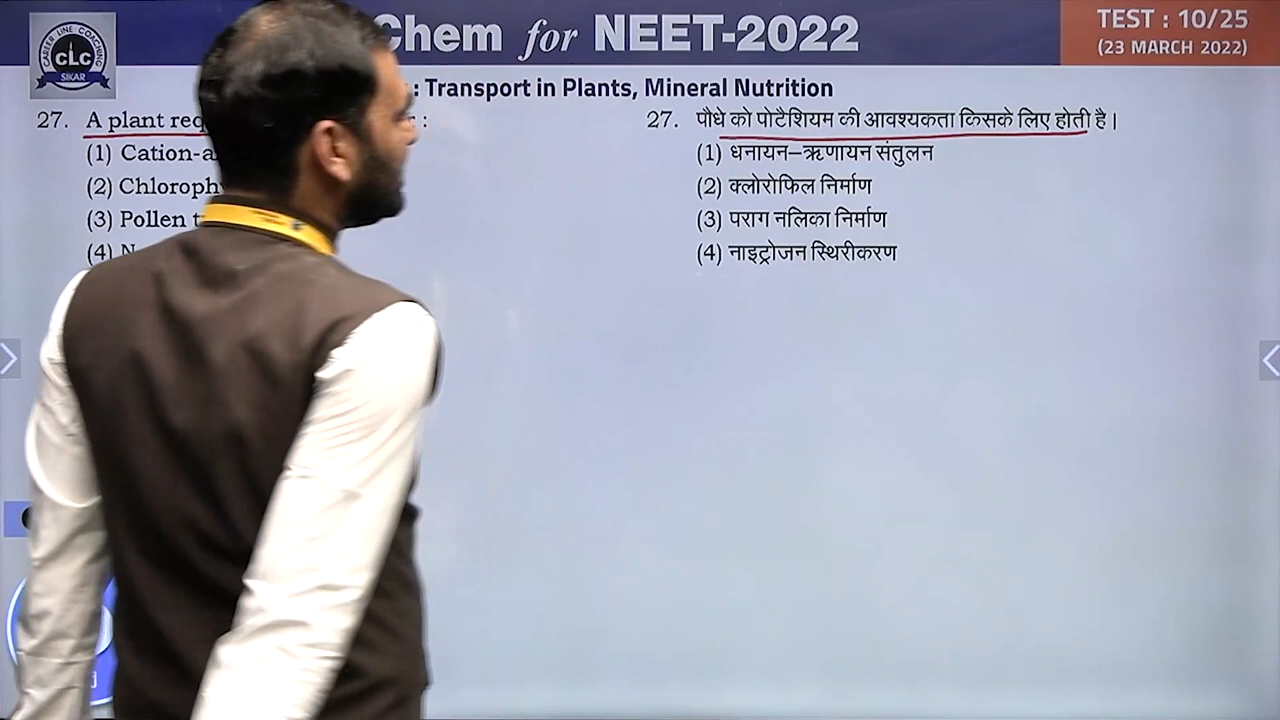 CAREER LINE COACHING
CLC
SIKAR
Chem for NEET-2022
TEST : 10/25
(23 MARCH 2022)
: Transport in Plants, Mineral Nutrition
27. A plant req
(1) Cation-a
(2) Chloroph
(3) Pollen t
(4) N
27. पौधे को पोटैशियम की आवश्यकता किसके लिए होती है।
(1) धनायन–ऋणायन संतुलन
(2) क्लोरोफिल निर्माण
(3) पराग नलिका निर्माण
(4) नाइट्रोजन स्थिरीकरण